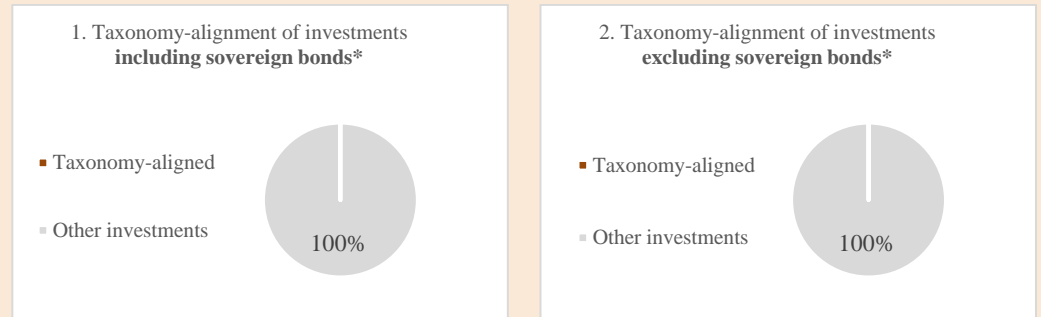 1. Taxonomy-alignment of investments
including sovereign bonds*
Taxonomy-aligned
Other investments
100%
2. Taxonomy-alignment of investments
excluding sovereign bonds*
Taxonomy-aligned
Other investments
100%